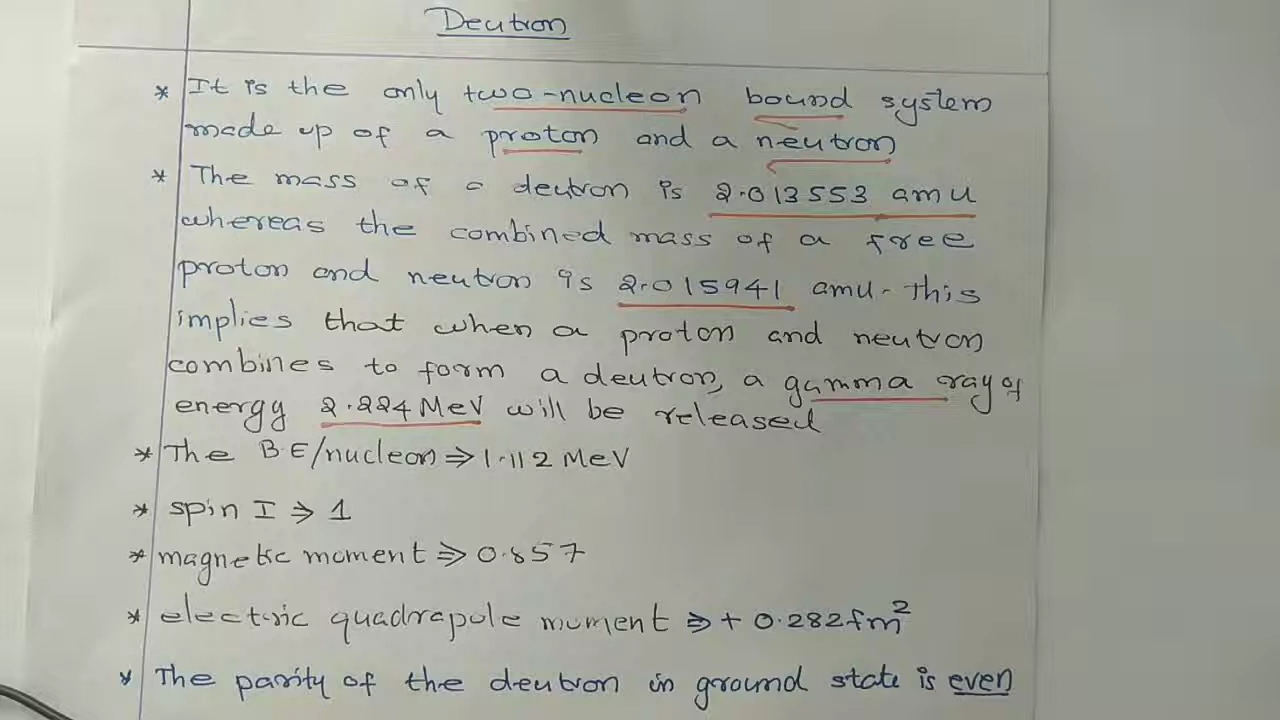 Deutron
* It is the only two-nucleon bound system
made up of a proton and a neutron
* The mass of a deutron is 2.013553 amu
whereas the combined mass of a free
proton and neutron is 2.015941 amu. This
implies that when a proton and neutron
combines to form a deutron, a gamma ray of
energy 2.224 MeV will be released
* The B.E/nucleon ⇒ 1.112 MeV
* spin I ⇒ 1
* magnetic moment ⇒ 0.857
* electric quadrapole mument ⇒ + 0.282 fm²
* The parity of the deutron in ground state is even